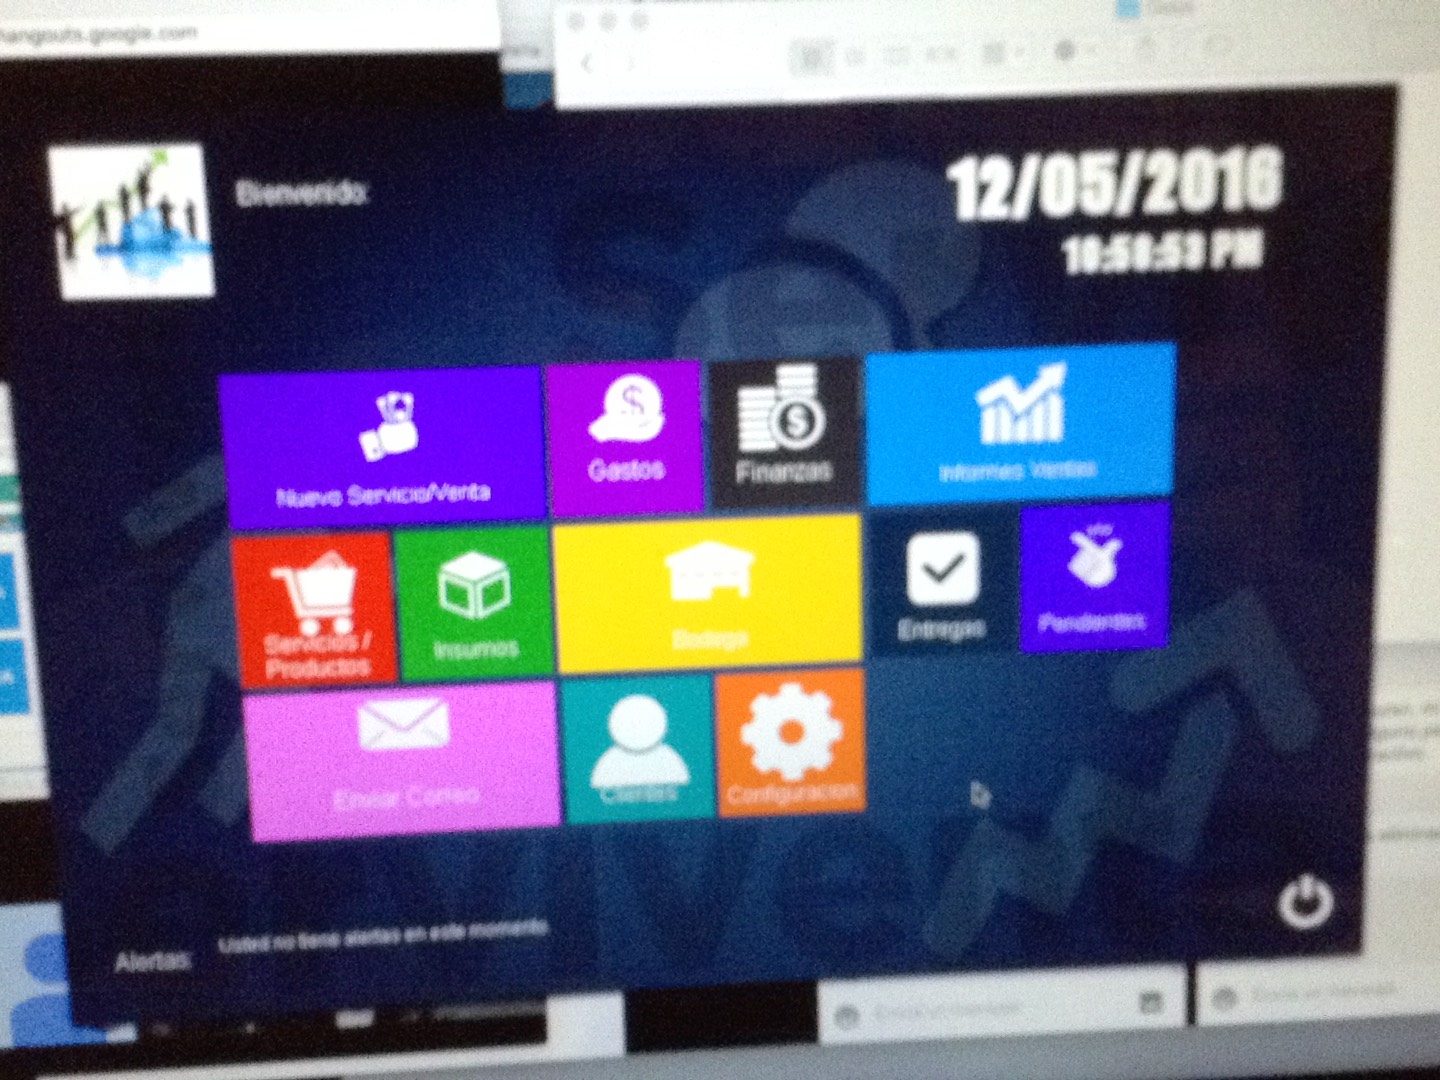 hangouts.google.com
Bienvenido:
12/05/2016
10:58:53 PM
Nuevo Servicio/Venta
Gastos
Finanzas
Informes Ventas
Servicios /
Productos
Insumos
Bodega
Entregas
Pendientes
Enviar Correo
Clientes
Configuracion
Alertas:
Usted no tiene alertas en este momento